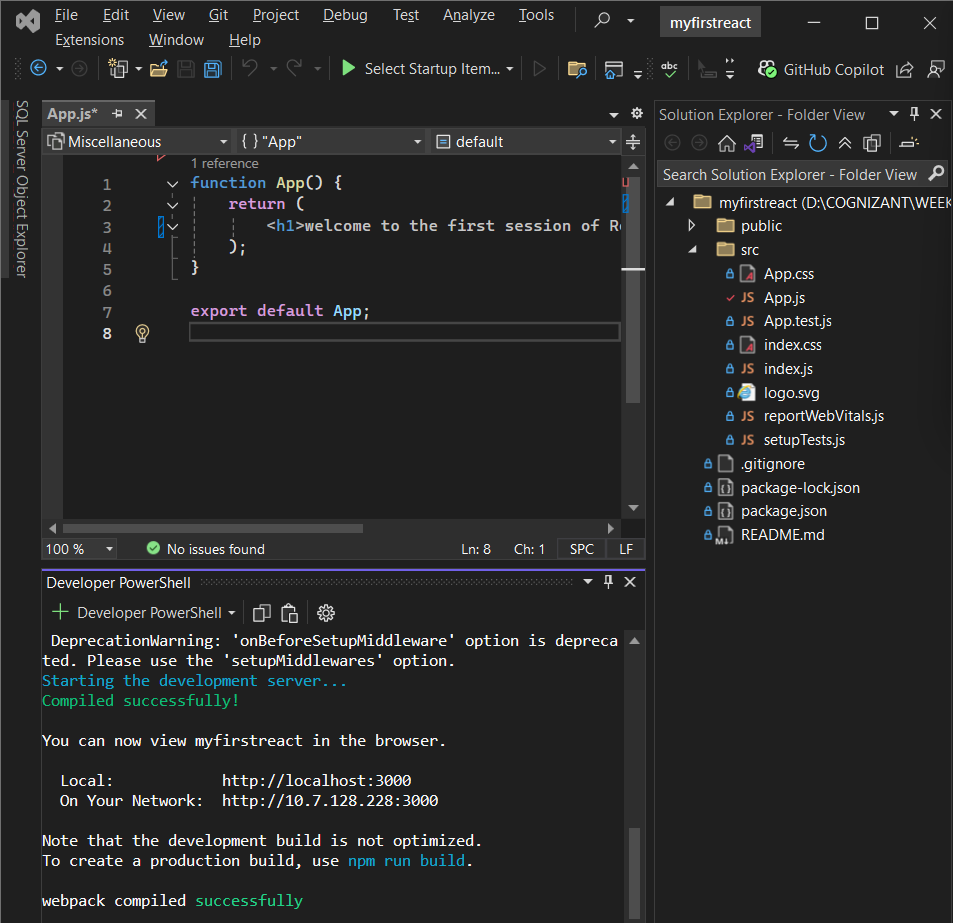 File Edit View Git Project Debug Test Analyze Tools
myfirstreact
Extensions Window Help
Select Startup Item...
abc
GitHub Copilot
SQL Server Object Explorer
App.js*
Miscellaneous
{ } "App"
default
1 reference
1 function App() {
2 return (
3 <h1>welcome to the first session of
4 );
5 }
6
7 export default App;
8
100 %
No issues found
Ln: 8 Ch: 1 SPC LF
Solution Explorer - Folder View
Search Solution Explorer - Folder View
myfirstreact (D:\COGNIZANT\WEEK
public
src
App.css
JS App.js
JS App.test.js
index.css
JS index.js
logo.svg
JS reportWebVitals.js
JS setupTests.js
.gitignore
package-lock.json
package.json
README.md
Developer PowerShell
Developer PowerShell
DeprecationWarning: 'onBeforeSetupMiddleware' option is depreca
ted. Please use the 'setupMiddlewares' option.
Starting the development server...
Compiled successfully!
You can now view myfirstreact in the browser.
Local: http://localhost:3000
On Your Network: http://10.7.128.228:3000
Note that the development build is not optimized.
To create a production build, use npm run build.
webpack compiled successfully